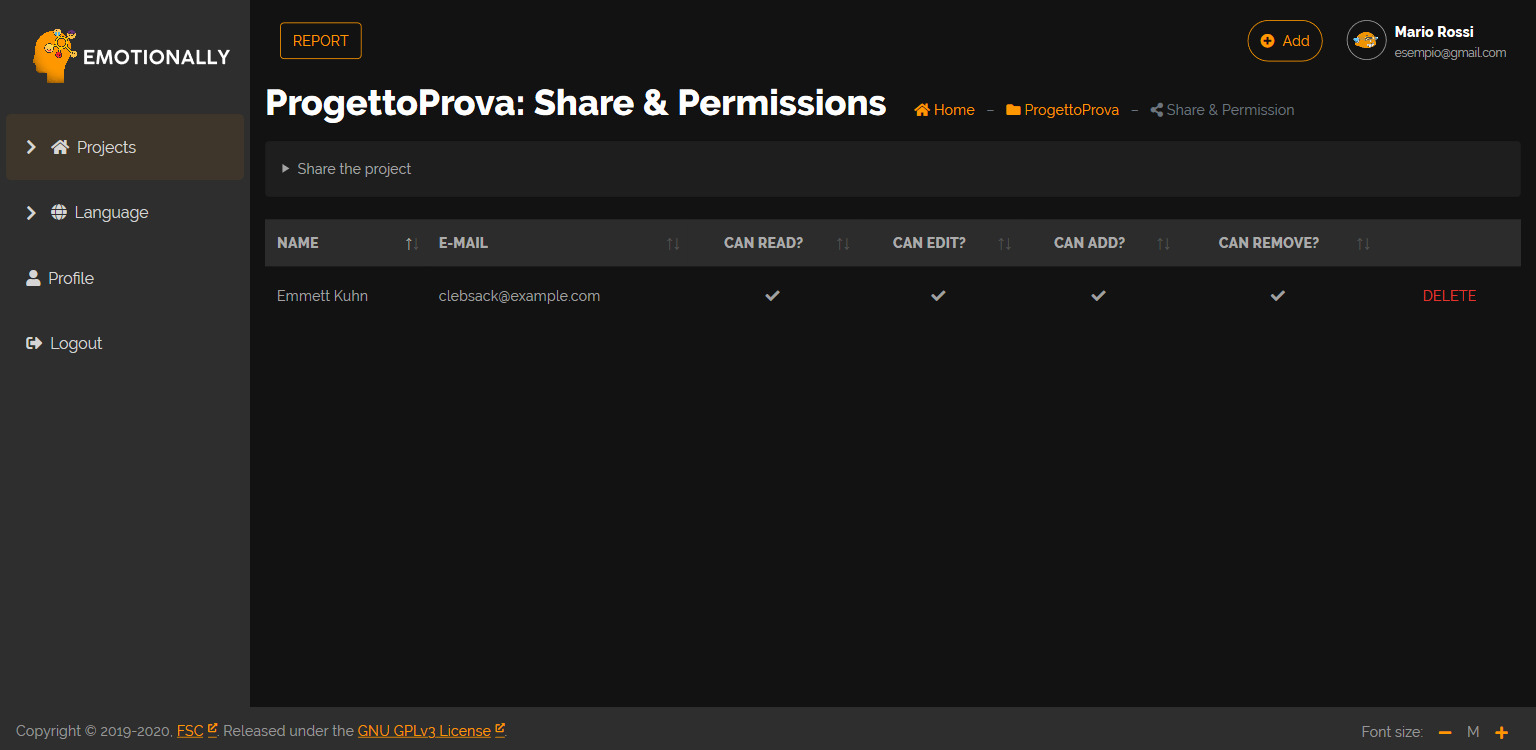 EMOTIONALLY
REPORT
Add
Mario Rossi
esempio@gmail.com
ProgettoProva: Share & Permissions
Home – ProgettoProva – Share & Permission
Projects
Language
Profile
Logout
Share the project
NAME E-MAIL CAN READ? CAN EDIT? CAN ADD? CAN REMOVE?
Emmett Kuhn clebsack@example.com DELETE
Copyright © 2019-2020, FSC. Released under the GNU GPLv3 License.
Font size: M